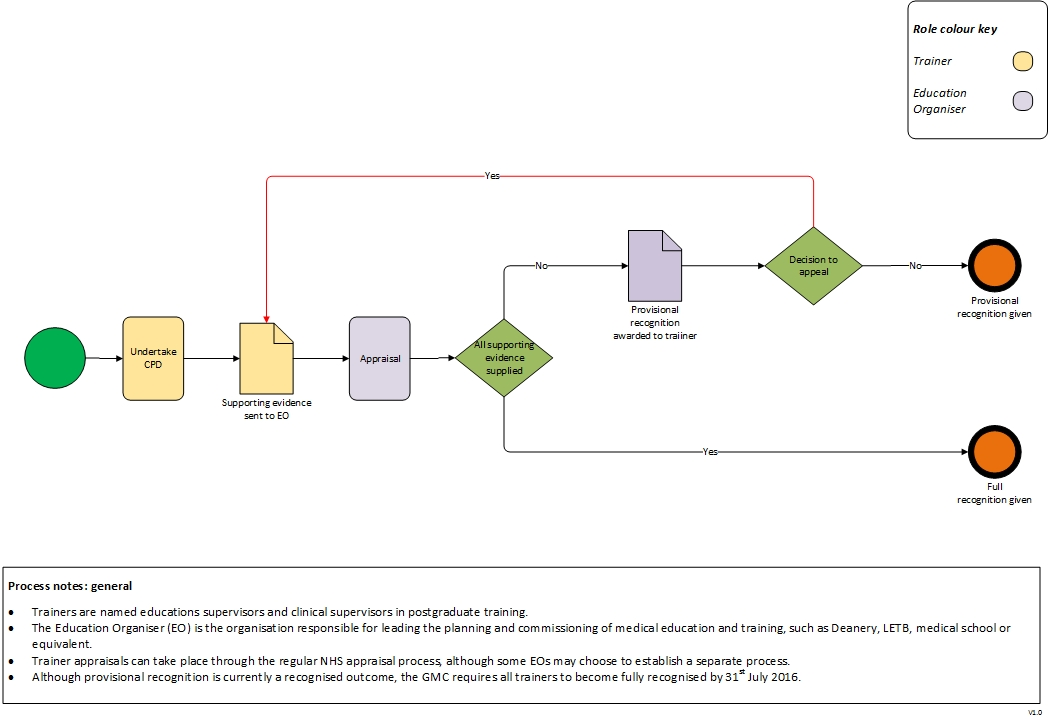 Role colour key
Trainer
Education
Organiser
Yes
No
Decision to
appeal
No
Provisional
recognition given
Provisional
recognition
awarded to trainer
Undertake
CPD
Supporting evidence
sent to EO
Appraisal
All supporting
evidence
supplied
Yes
Full
recognition given
Process notes: general
• Trainers are named educations supervisors and clinical supervisors in postgraduate training.
• The Education Organiser (EO) is the organisation responsible for leading the planning and commissioning of medical education and training, such as Deanery, LETB, medical school or
equivalent.
• Trainer appraisals can take place through the regular NHS appraisal process, although some EOs may choose to establish a separate process.
• Although provisional recognition is currently a recognised outcome, the GMC requires all trainers to become fully recognised by 31st July 2016.
V1.0